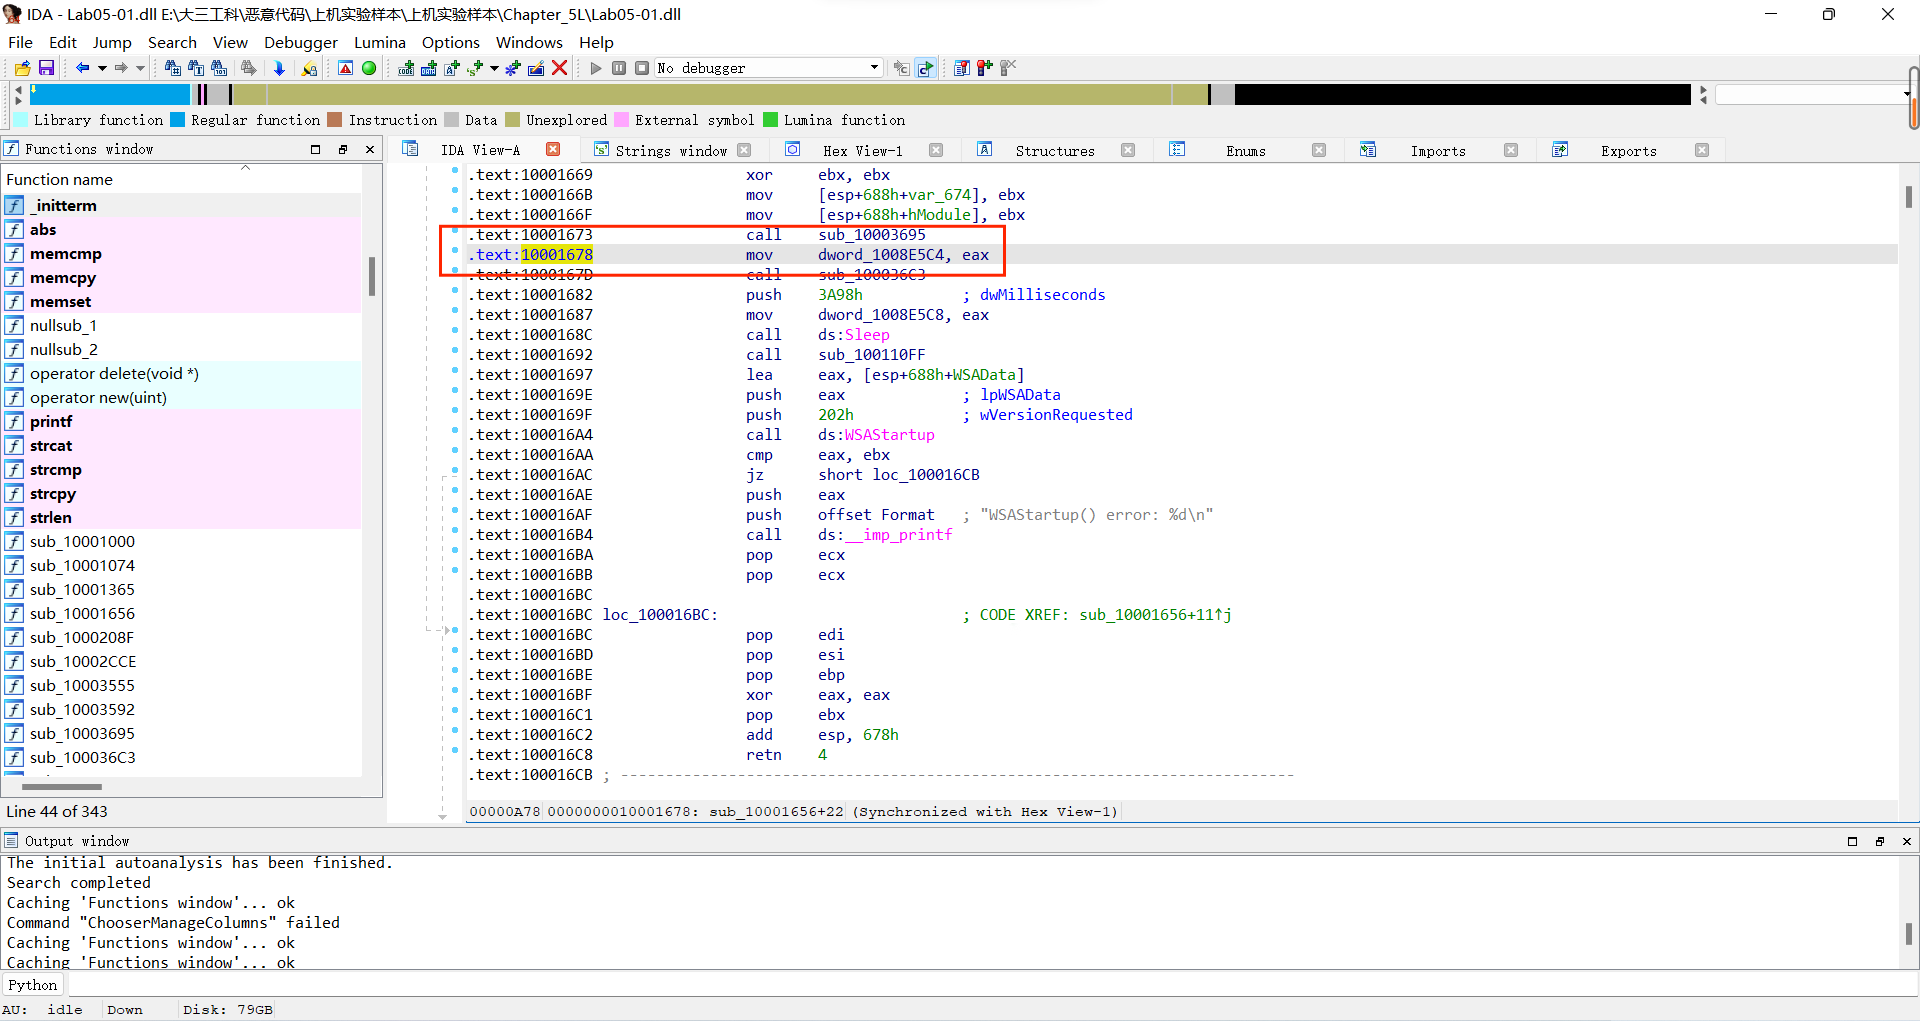 IDA - Lab05-01.dll E:\大三工科\恶意代码\上机实验样本\上机实验样本\Chapter_5L\Lab05-01.dll
File Edit Jump Search View Debugger Lumina Options Windows Help
No debugger
Library function Regular function Instruction Data Unexplored External symbol Lumina function
Functions window
IDA View-A Strings window Hex View-1 Structures Enums Imports Exports
Function name
_initterm
abs
memcmp
memcpy
memset
nullsub_1
nullsub_2
operator delete(void *)
operator new(uint)
printf
strcat
strcmp
strcpy
strlen
sub_10001000
sub_10001074
sub_10001365
sub_10001656
sub_1000208F
sub_10002CCE
sub_10003555
sub_10003592
sub_10003695
sub_100036C3
Line 44 of 343
.text:10001669 xor ebx, ebx
.text:1000166B mov [esp+688h+var_674], ebx
.text:1000166F mov [esp+688h+hModule], ebx
.text:10001673 call sub_10003695
.text:10001678 mov dword_1008E5C4, eax
.text:1000167D call sub_100036C3
.text:10001682 push 3A98h ; dwMilliseconds
.text:10001687 mov dword_1008E5C8, eax
.text:1000168C call ds:Sleep
.text:10001692 call sub_100110FF
.text:10001697 lea eax, [esp+688h+WSAData]
.text:1000169E push eax ; lpWSAData
.text:1000169F push 202h ; wVersionRequested
.text:100016A4 call ds:WSAStartup
.text:100016AA cmp eax, ebx
.text:100016AC jz short loc_100016CB
.text:100016AE push eax
.text:100016AF push offset Format ; "WSAStartup() error: %d\n"
.text:100016B4 call ds:__imp_printf
.text:100016BA pop ecx
.text:100016BB pop ecx
.text:100016BC
.text:100016BC loc_100016BC: ; CODE XREF: sub_10001656+11↑j
.text:100016BC pop edi
.text:100016BD pop esi
.text:100016BE pop ebp
.text:100016BF xor eax, eax
.text:100016C1 pop ebx
.text:100016C2 add esp, 678h
.text:100016C8 retn 4
.text:100016CB ; ---------------------------------------------------------------------------
00000A78 0000000010001678: sub_10001656+22 (Synchronized with Hex View-1)
Output window
The initial autoanalysis has been finished.
Search completed
Caching 'Functions window'... ok
Command "ChooserManageColumns" failed
Caching 'Functions window'... ok
Caching 'Functions window'... ok
Python
AU: idle Down Disk: 79GB